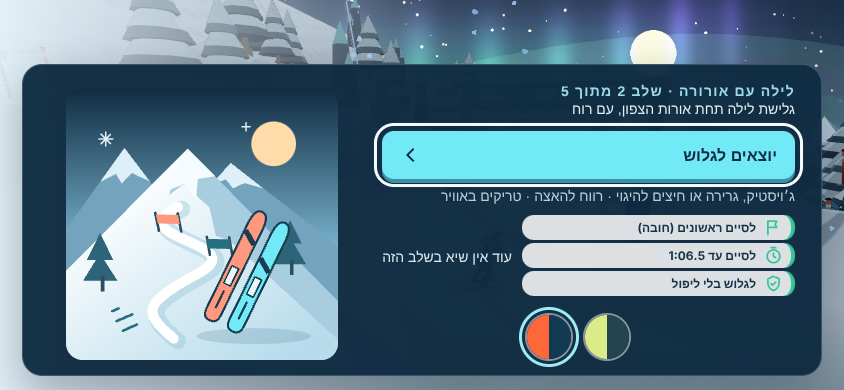 לילה עם אורורה · שלב 2 מתוך 5
גלישת לילה תחת אורות הצפון, עם רוח
יוצאים לגלוש
ג׳ויסטיק, גרירה או חיצים להיגוי · רווח להאצה · טריקים באוויר
לסיים ראשונים (חובה)
לסיים עד 1:06.5
לגלוש בלי ליפול
עוד אין שיא בשלב הזה